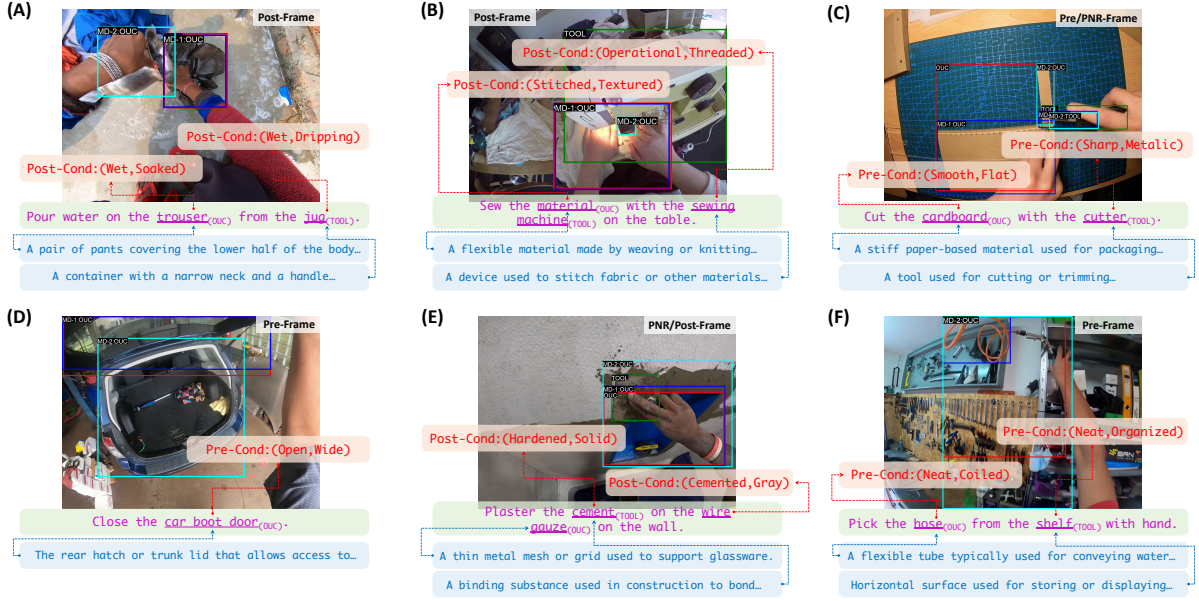 (A)
Post-Frame
MD-2:OUC
MD-1:OUC
Post-Cond:(Wet,Dripping)
Post-Cond:(Wet,Soaked)
Pour water on the trouser(OUC) from the jug(TOOL).
A pair of pants covering the lower half of the body…
A container with a narrow neck and a handle…
(B)
Post-Frame
TOOL
Post-Cond:(Operational,Threaded)
Post-Cond:(Stitched,Textured)
MD-1:OUC
MD-2:OUC
Sew the material(OUC) with the sewing
machine(TOOL) on the table.
A flexible material made by weaving or knitting…
A device used to stitch fabric or other materials…
(C)
Pre/PNR-Frame
OUC
MD-2:OUC
TOOL
MD-2:TOOL
MD-1:OUC
Pre-Cond:(Sharp,Metalic)
Pre-Cond:(Smooth,Flat)
Cut the cardboard(OUC) with the cutter(TOOL).
A stiff paper-based material used for packaging…
A tool used for cutting or trimming…
(D)
Pre-Frame
MD-1:OUC
MD-2:OUC
Pre-Cond:(Open,Wide)
Close the car boot door(OUC).
The rear hatch or trunk lid that allows access to…
(E)
PNR/Post-Frame
MD-2:OUC
TOOL
MD-1:OUC
OUC
Post-Cond:(Hardened,Solid)
Post-Cond:(Cemented,Gray)
Plaster the cement(TOOL) on the wire
gauze(OUC) on the wall.
A thin metal mesh or grid used to support glassware.
A binding substance used in construction to bond…
(F)
Pre-Frame
MD-2:OUC
Pre-Cond:(Neat,Organized)
Pre-Cond:(Neat,Coiled)
Pick the hose(OUC) from the shelf(TOOL) with hand.
A flexible tube typically used for conveying water…
Horizontal surface used for storing or displaying…